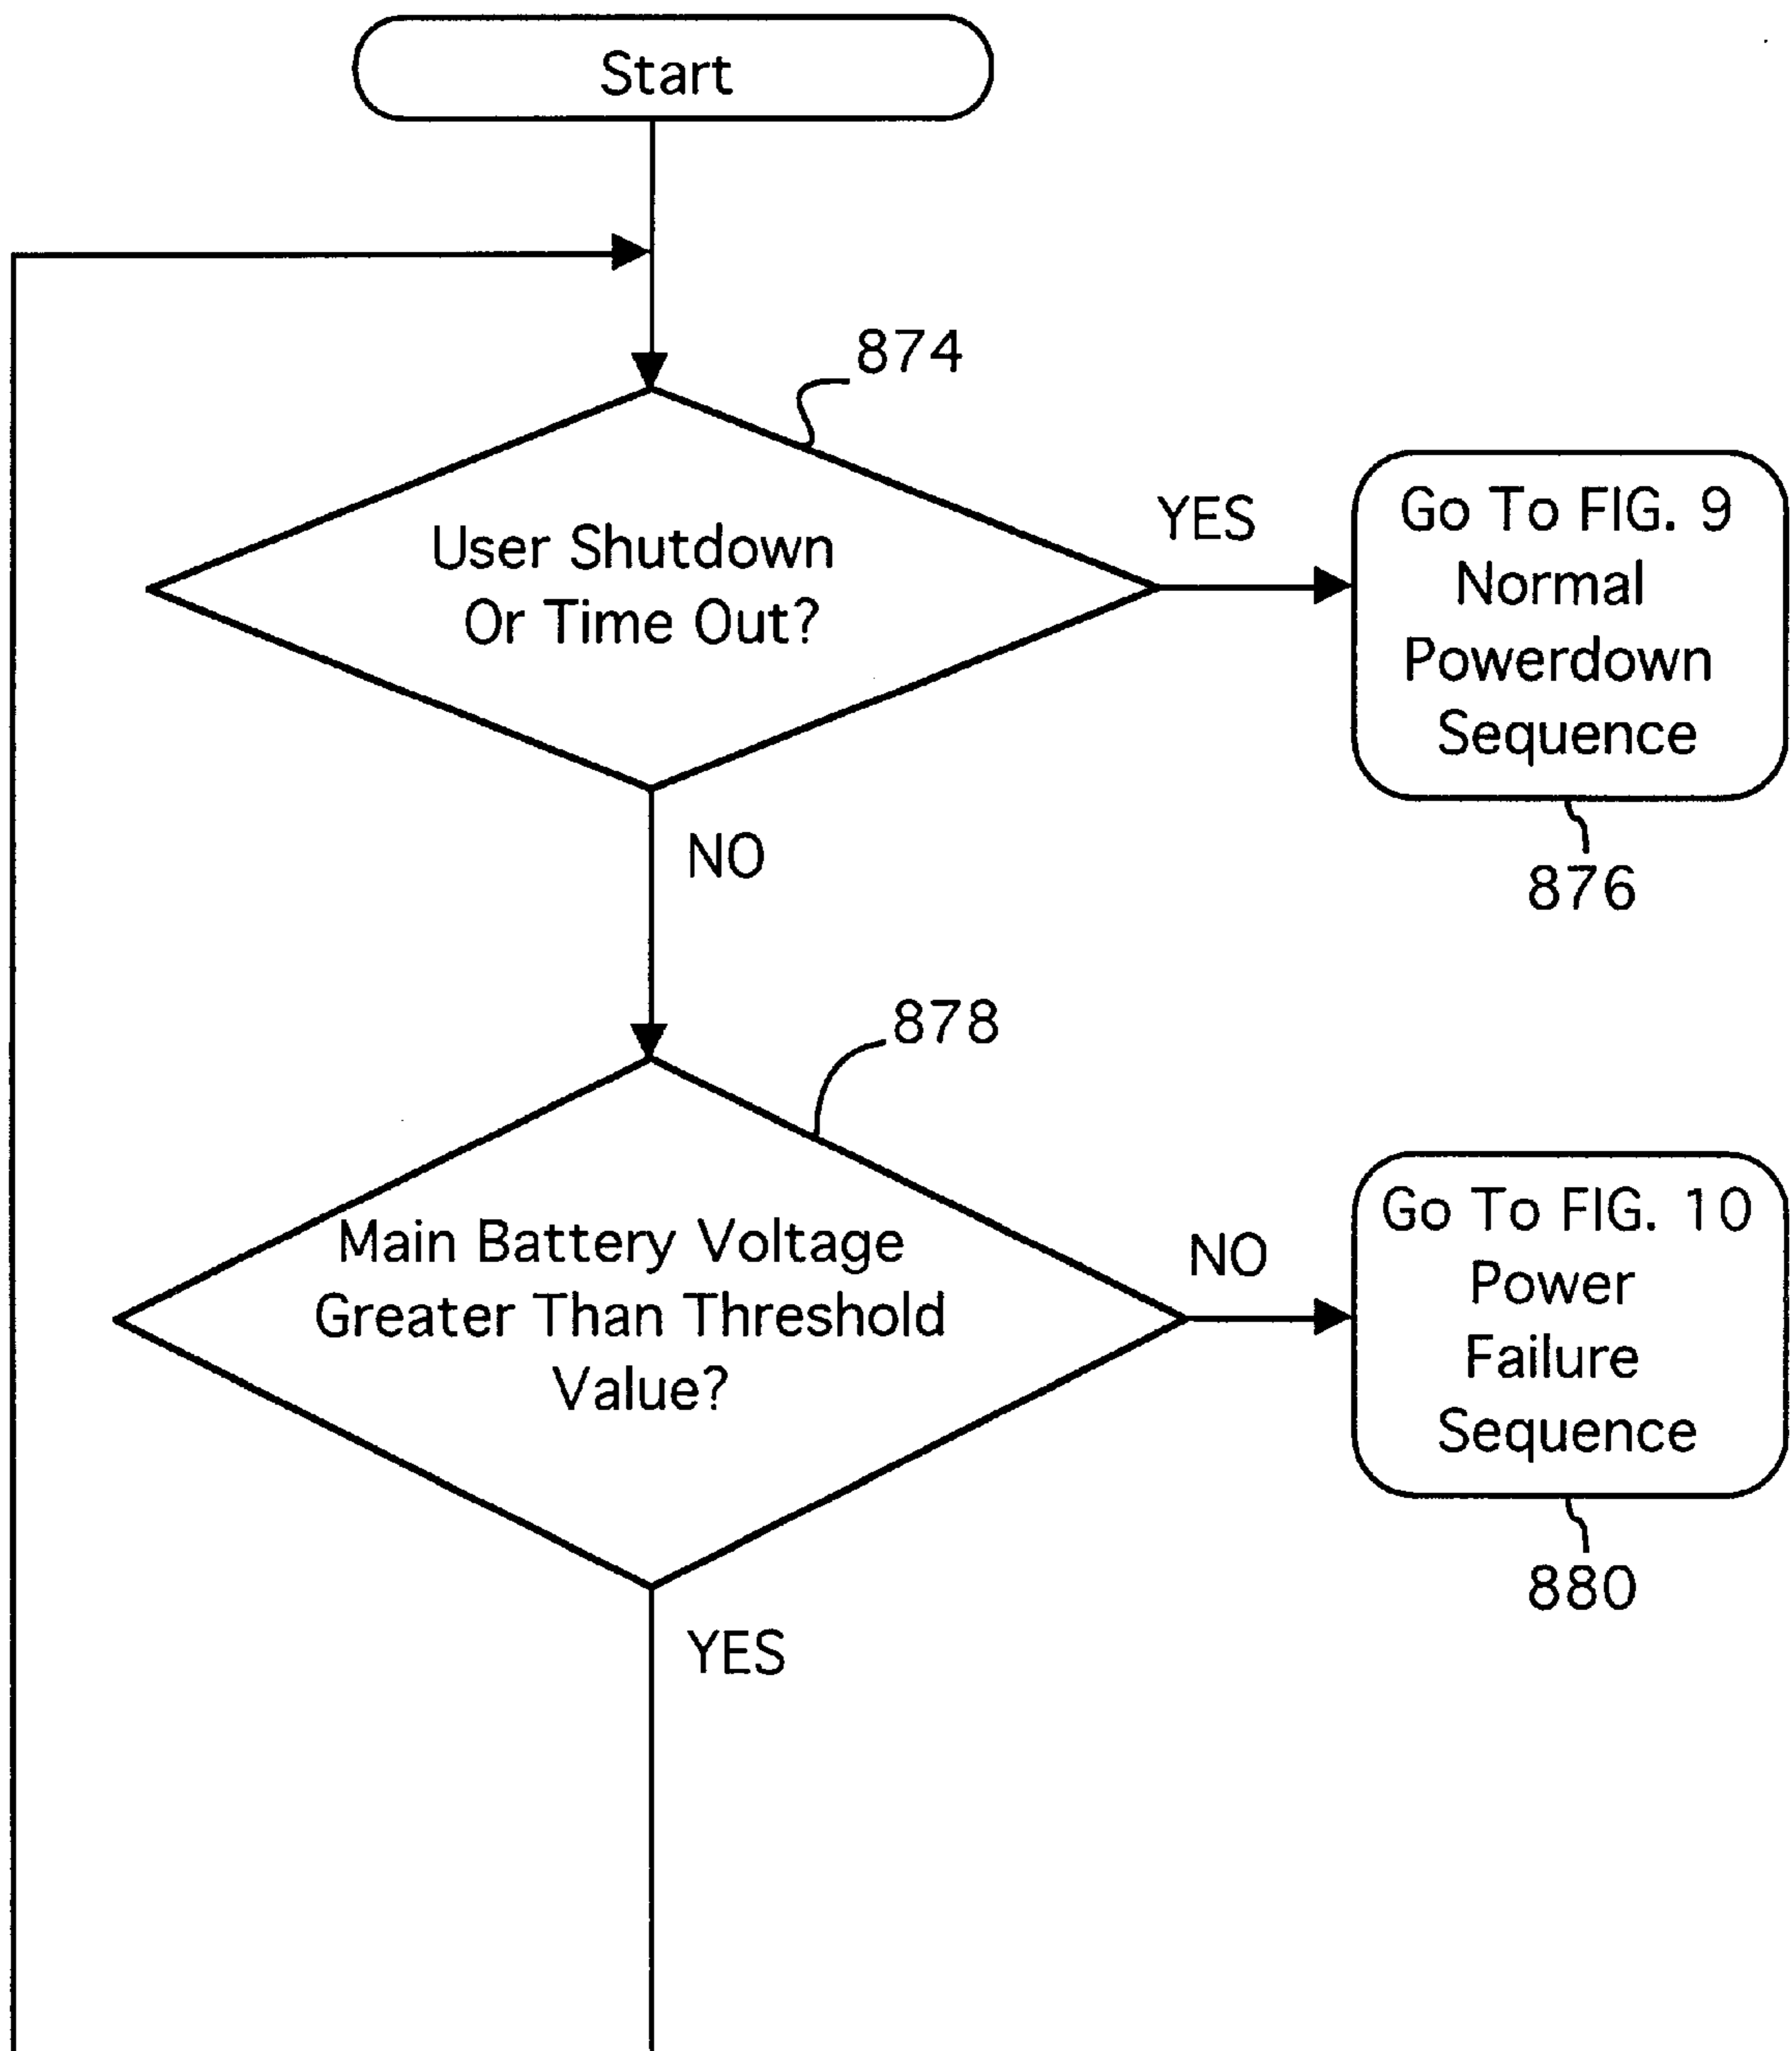 Start
874
User Shutdown
Or Time Out?
YES
Go To FIG. 9
Normal
Powerdown
Sequence
876
NO
878
Main Battery Voltage
Greater Than Threshold
Value?
NO
Go To FIG. 10
Power
Failure
Sequence
880
YES